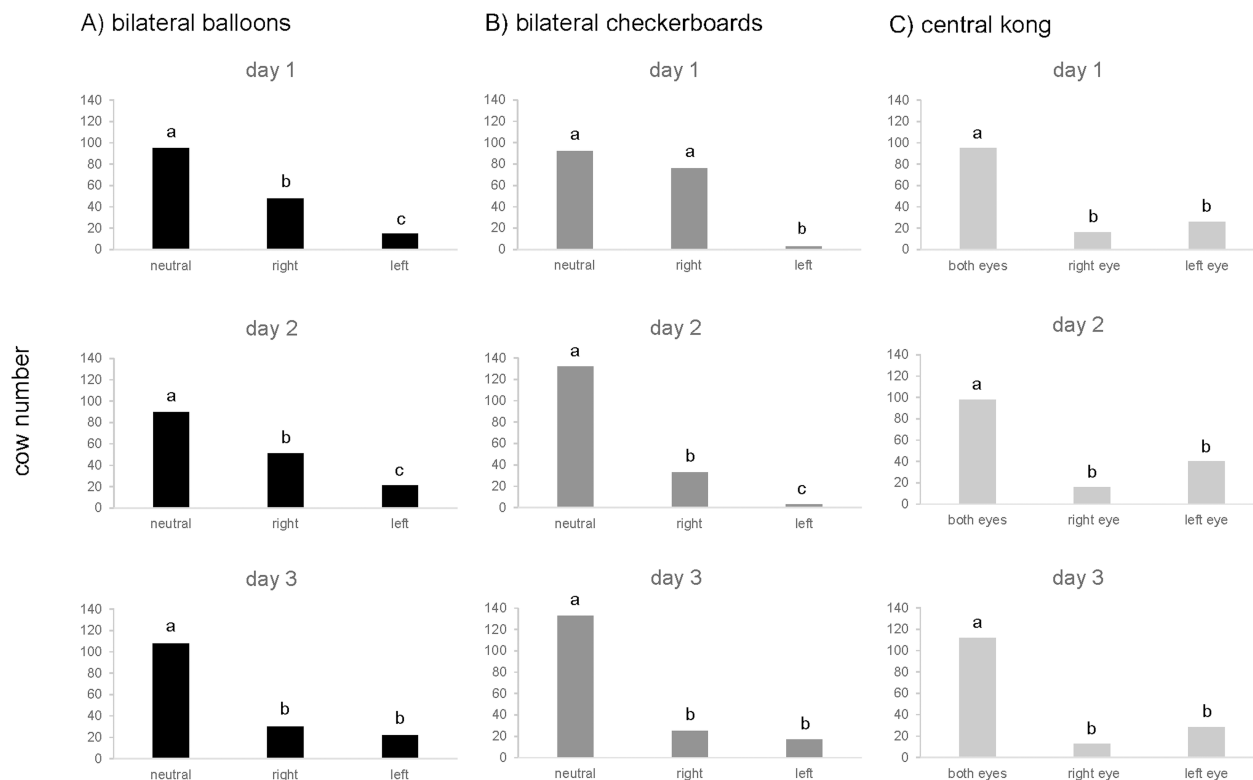 A) bilateral balloons
B) bilateral checkerboards
C) central kong
day 1
140
120
100
80
60
40
20
0
a
b
c
neutral right left
day 1
140
120
100
80
60
40
20
0
a
a
b
neutral right left
day 1
140
120
100
80
60
40
20
0
a
b
b
both eyes right eye left eye
cow number
day 2
140
120
100
80
60
40
20
0
a
b
c
neutral right left
day 2
140
120
100
80
60
40
20
0
a
b
c
neutral right left
day 2
140
120
100
80
60
40
20
0
a
b
b
both eyes right eye left eye
day 3
140
120
100
80
60
40
20
0
a
b
b
neutral right left
day 3
140
120
100
80
60
40
20
0
a
b
b
neutral right left
day 3
140
120
100
80
60
40
20
0
a
b
b
both eyes right eye left eye